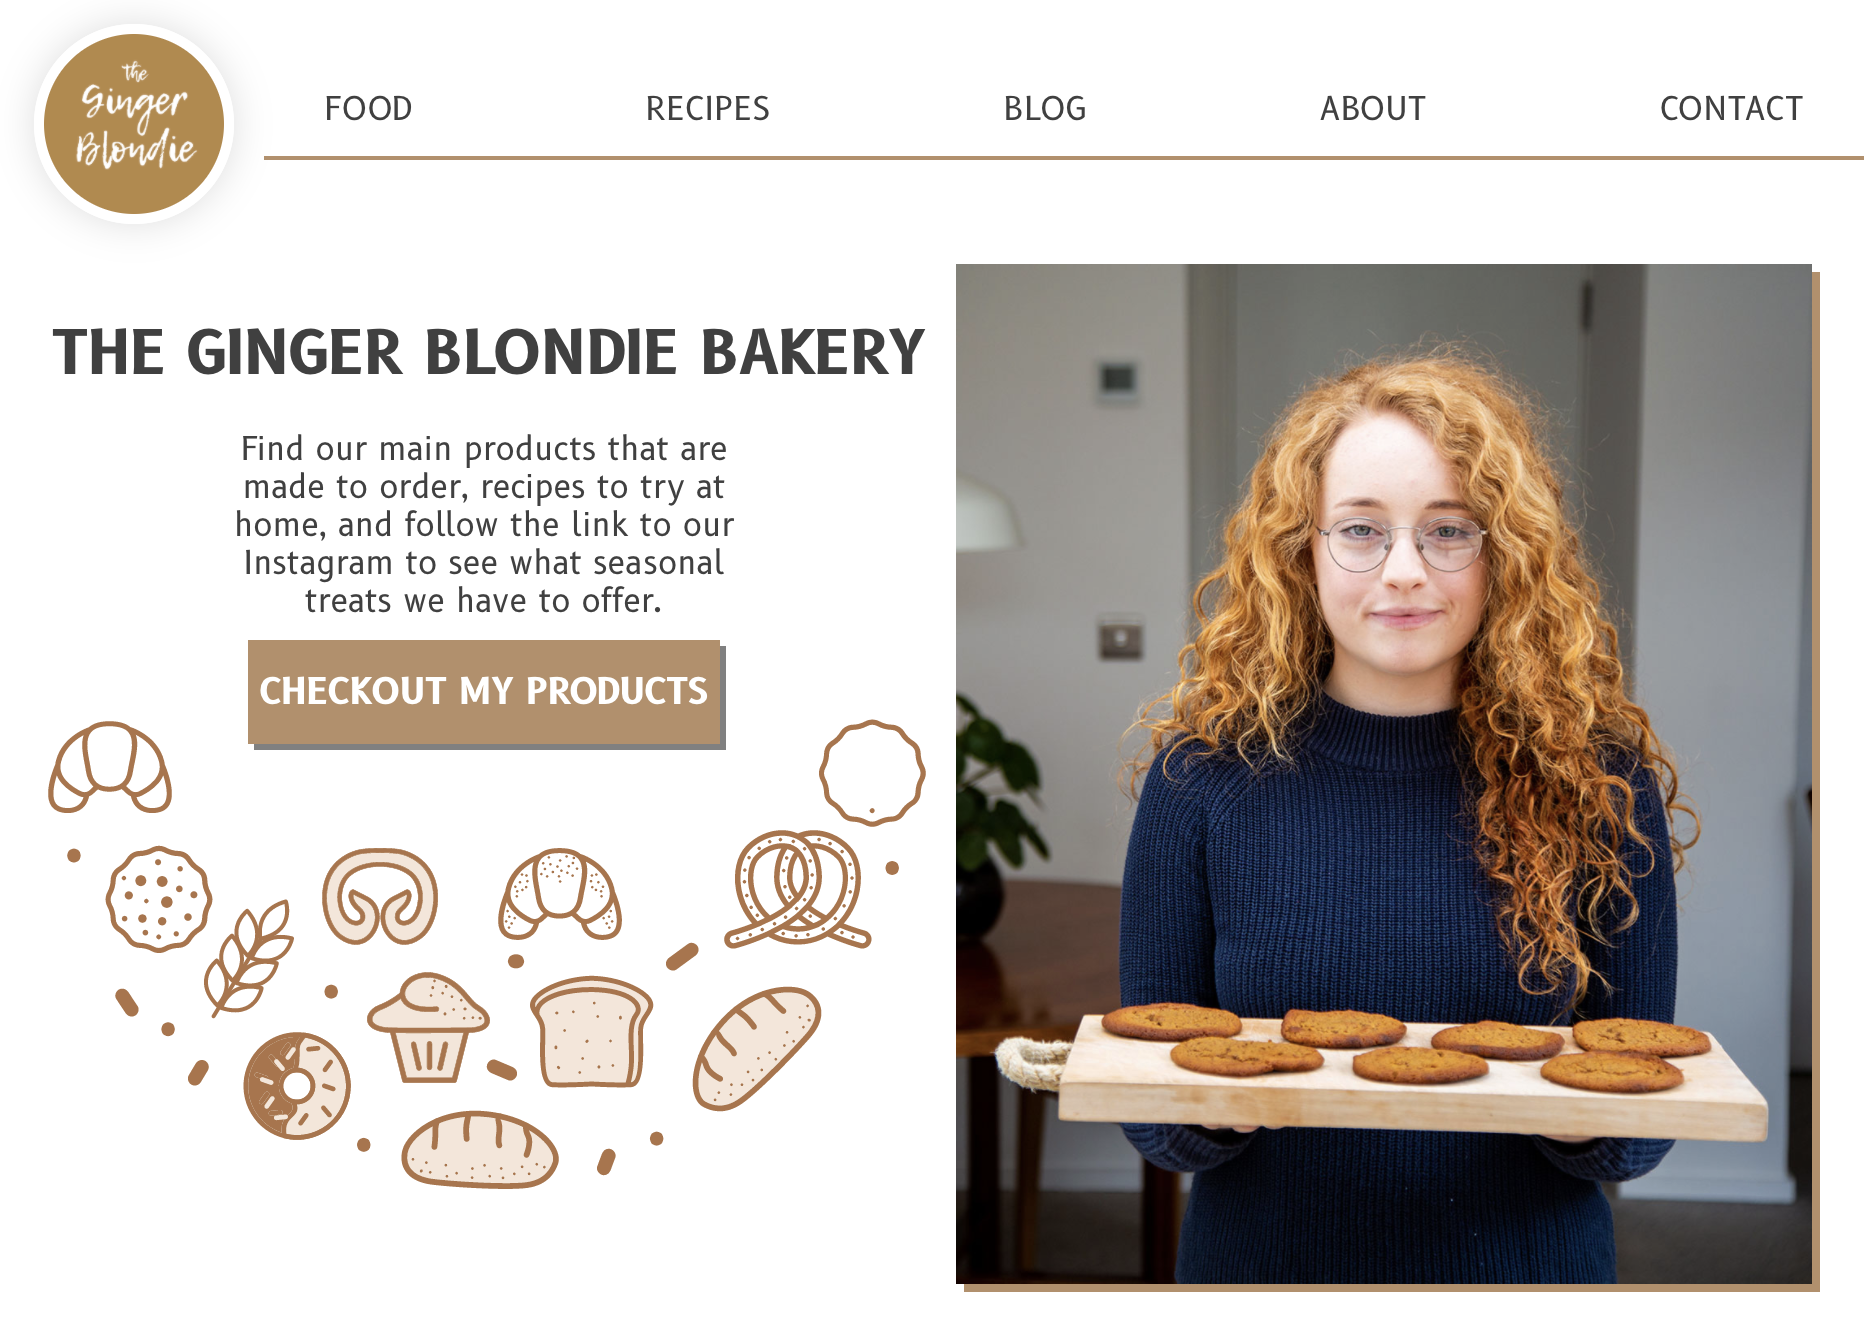 the
Ginger
Blondie
FOOD RECIPES BLOG ABOUT CONTACT
THE GINGER BLONDIE BAKERY
Find our main products that are
made to order, recipes to try at
home, and follow the link to our
Instagram to see what seasonal
treats we have to offer.
CHECKOUT MY PRODUCTS